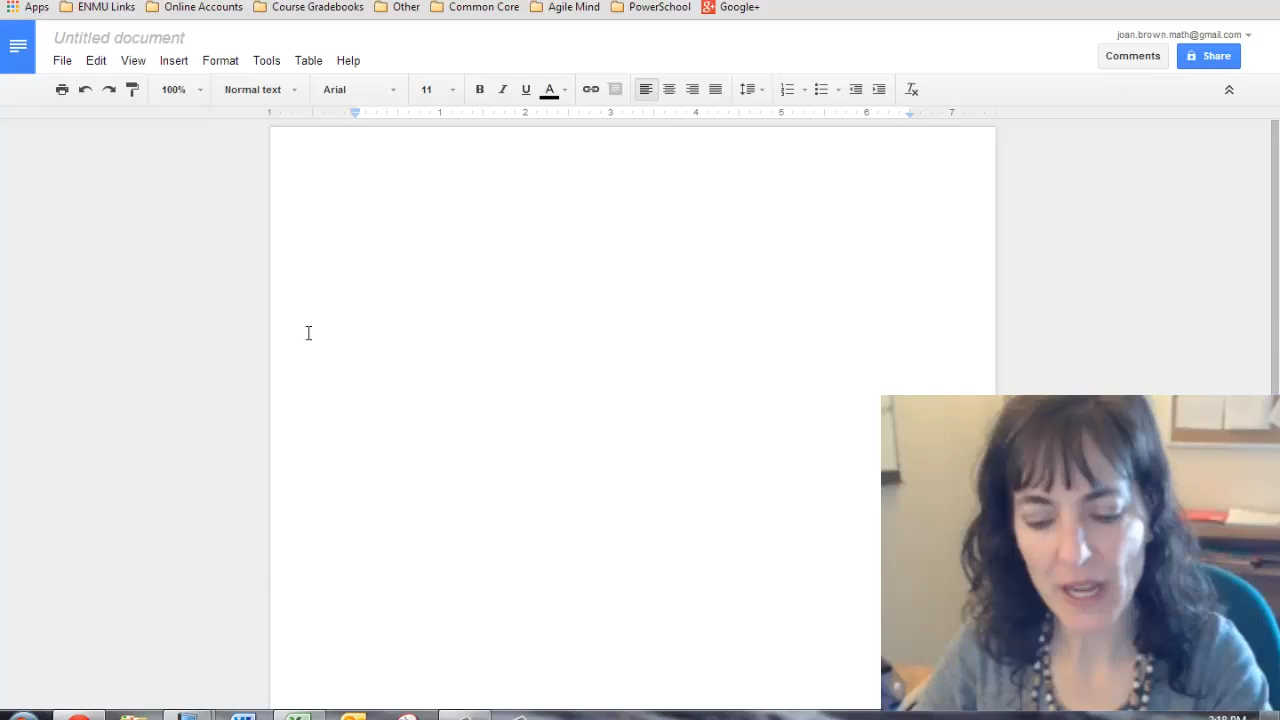 Apps ENMU Links Online Accounts Course Gradebooks Other Common Core Agile Mind PowerSchool Google+
Untitled document
joan.brown.math@gmail.com
File Edit View Insert Format Tools Table Help
Comments Share
100% Normal text Arial 11 B I U A
1 1 2 3 4 5 6 7